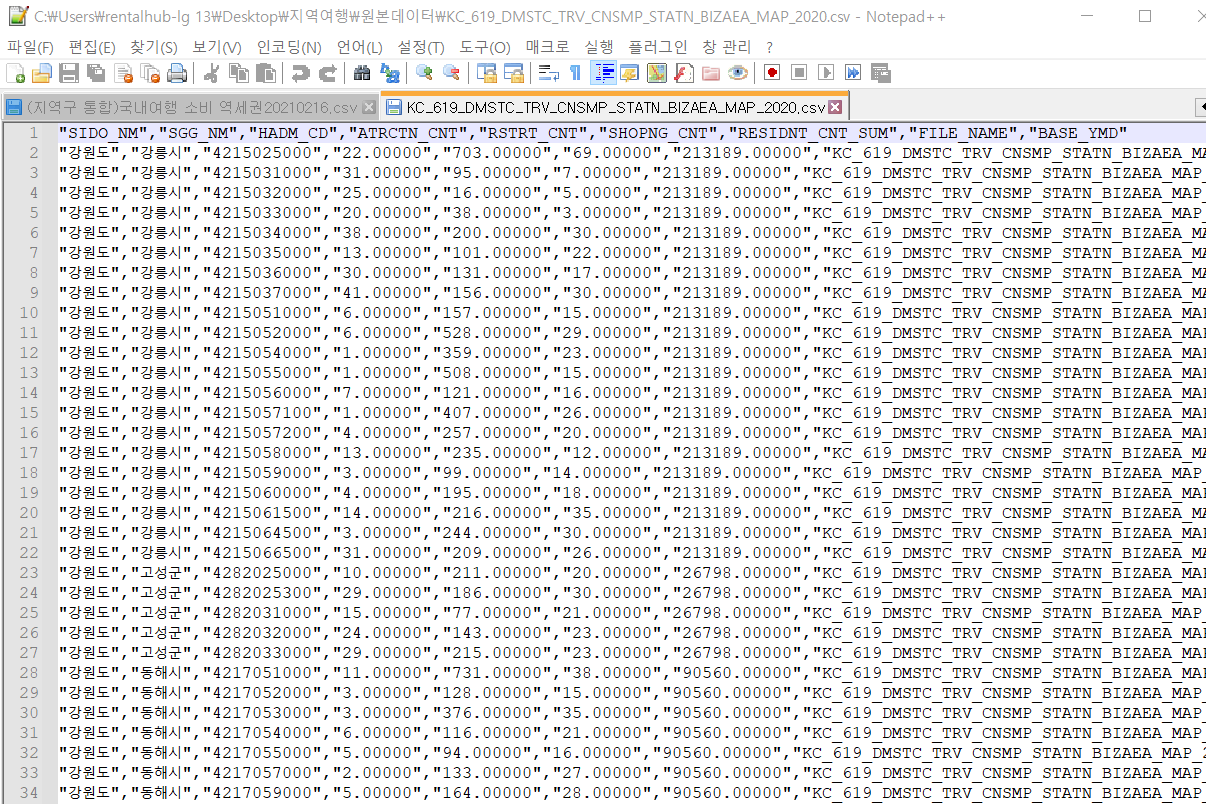 C:₩Users₩rentalhub-lg 13₩Desktop₩지역여행₩원본데이터₩KC_619_DMSTC_TRV_CNSMP_STATN_BIZAEA_MAP_2020.csv - Notepad++
파일(F) 편집(E) 찾기(S) 보기(V) 인코딩(N) 언어(L) 설정(T) 도구(O) 매크로 실행 플러그인 창 관리 ?
(지역구 통합)국내여행 소비 역세권20210216.csv KC_619_DMSTC_TRV_CNSMP_STATN_BIZAEA_MAP_2020.csv
1 "SIDO_NM","SGG_NM","HADM_CD","ATRCTN_CNT","RSTRT_CNT","SHOPNG_CNT","RESIDNT_CNT_SUM","FILE_NAME","BASE_YMD"
2 "강원도","강릉시","4215025000","22.00000","703.00000","69.00000","213189.00000","KC_619_DMSTC_TRV_CNSMP_STATN_BIZAEA_MA
3 "강원도","강릉시","4215031000","31.00000","95.00000","7.00000","213189.00000","KC_619_DMSTC_TRV_CNSMP_STATN_BIZAEA_MAP_
4 "강원도","강릉시","4215032000","25.00000","16.00000","5.00000","213189.00000","KC_619_DMSTC_TRV_CNSMP_STATN_BIZAEA_MAP_
5 "강원도","강릉시","4215033000","20.00000","38.00000","3.00000","213189.00000","KC_619_DMSTC_TRV_CNSMP_STATN_BIZAEA_MAP_
6 "강원도","강릉시","4215034000","38.00000","200.00000","30.00000","213189.00000","KC_619_DMSTC_TRV_CNSMP_STATN_BIZAEA_MA
7 "강원도","강릉시","4215035000","13.00000","101.00000","22.00000","213189.00000","KC_619_DMSTC_TRV_CNSMP_STATN_BIZAEA_MA
8 "강원도","강릉시","4215036000","30.00000","131.00000","17.00000","213189.00000","KC_619_DMSTC_TRV_CNSMP_STATN_BIZAEA_MA
9 "강원도","강릉시","4215037000","41.00000","156.00000","30.00000","213189.00000","KC_619_DMSTC_TRV_CNSMP_STATN_BIZAEA_MA
10 "강원도","강릉시","4215051000","6.00000","157.00000","15.00000","213189.00000","KC_619_DMSTC_TRV_CNSMP_STATN_BIZAEA_MAP
11 "강원도","강릉시","4215052000","6.00000","528.00000","29.00000","213189.00000","KC_619_DMSTC_TRV_CNSMP_STATN_BIZAEA_MAP
12 "강원도","강릉시","4215054000","1.00000","359.00000","23.00000","213189.00000","KC_619_DMSTC_TRV_CNSMP_STATN_BIZAEA_MAP
13 "강원도","강릉시","4215055000","1.00000","508.00000","15.00000","213189.00000","KC_619_DMSTC_TRV_CNSMP_STATN_BIZAEA_MAP
14 "강원도","강릉시","4215056000","7.00000","121.00000","16.00000","213189.00000","KC_619_DMSTC_TRV_CNSMP_STATN_BIZAEA_MAP
15 "강원도","강릉시","4215057100","1.00000","407.00000","26.00000","213189.00000","KC_619_DMSTC_TRV_CNSMP_STATN_BIZAEA_MAP
16 "강원도","강릉시","4215057200","4.00000","257.00000","20.00000","213189.00000","KC_619_DMSTC_TRV_CNSMP_STATN_BIZAEA_MAP
17 "강원도","강릉시","4215058000","13.00000","235.00000","12.00000","213189.00000","KC_619_DMSTC_TRV_CNSMP_STATN_BIZAEA_MA
18 "강원도","강릉시","4215059000","3.00000","99.00000","14.00000","213189.00000","KC_619_DMSTC_TRV_CNSMP_STATN_BIZAEA_MAP_
19 "강원도","강릉시","4215060000","4.00000","195.00000","18.00000","213189.00000","KC_619_DMSTC_TRV_CNSMP_STATN_BIZAEA_MAP
20 "강원도","강릉시","4215061500","14.00000","216.00000","35.00000","213189.00000","KC_619_DMSTC_TRV_CNSMP_STATN_BIZAEA_MA
21 "강원도","강릉시","4215064500","3.00000","244.00000","30.00000","213189.00000","KC_619_DMSTC_TRV_CNSMP_STATN_BIZAEA_MAP
22 "강원도","강릉시","4215066500","31.00000","209.00000","26.00000","213189.00000","KC_619_DMSTC_TRV_CNSMP_STATN_BIZAEA_MA
23 "강원도","고성군","4282025000","10.00000","211.00000","20.00000","26798.00000","KC_619_DMSTC_TRV_CNSMP_STATN_BIZAEA_MAP
24 "강원도","고성군","4282025300","29.00000","186.00000","30.00000","26798.00000","KC_619_DMSTC_TRV_CNSMP_STATN_BIZAEA_MAP
25 "강원도","고성군","4282031000","15.00000","77.00000","21.00000","26798.00000","KC_619_DMSTC_TRV_CNSMP_STATN_BIZAEA_MAP_
26 "강원도","고성군","4282032000","24.00000","143.00000","23.00000","26798.00000","KC_619_DMSTC_TRV_CNSMP_STATN_BIZAEA_MAP
27 "강원도","고성군","4282033000","29.00000","215.00000","23.00000","26798.00000","KC_619_DMSTC_TRV_CNSMP_STATN_BIZAEA_MAP
28 "강원도","동해시","4217051000","11.00000","731.00000","38.00000","90560.00000","KC_619_DMSTC_TRV_CNSMP_STATN_BIZAEA_MAP
29 "강원도","동해시","4217052000","3.00000","128.00000","15.00000","90560.00000","KC_619_DMSTC_TRV_CNSMP_STATN_BIZAEA_MAP_
30 "강원도","동해시","4217053000","3.00000","376.00000","35.00000","90560.00000","KC_619_DMSTC_TRV_CNSMP_STATN_BIZAEA_MAP_
31 "강원도","동해시","4217054000","6.00000","116.00000","21.00000","90560.00000","KC_619_DMSTC_TRV_CNSMP_STATN_BIZAEA_MAP_
32 "강원도","동해시","4217055000","5.00000","94.00000","16.00000","90560.00000","KC_619_DMSTC_TRV_CNSMP_STATN_BIZAEA_MAP_2
33 "강원도","동해시","4217057000","2.00000","133.00000","27.00000","90560.00000","KC_619_DMSTC_TRV_CNSMP_STATN_BIZAEA_MAP_
34 "강원도","동해시","4217059000","5.00000","164.00000","28.00000","90560.00000","KC_619_DMSTC_TRV_CNSMP_STATN_BIZAEA_MAP_